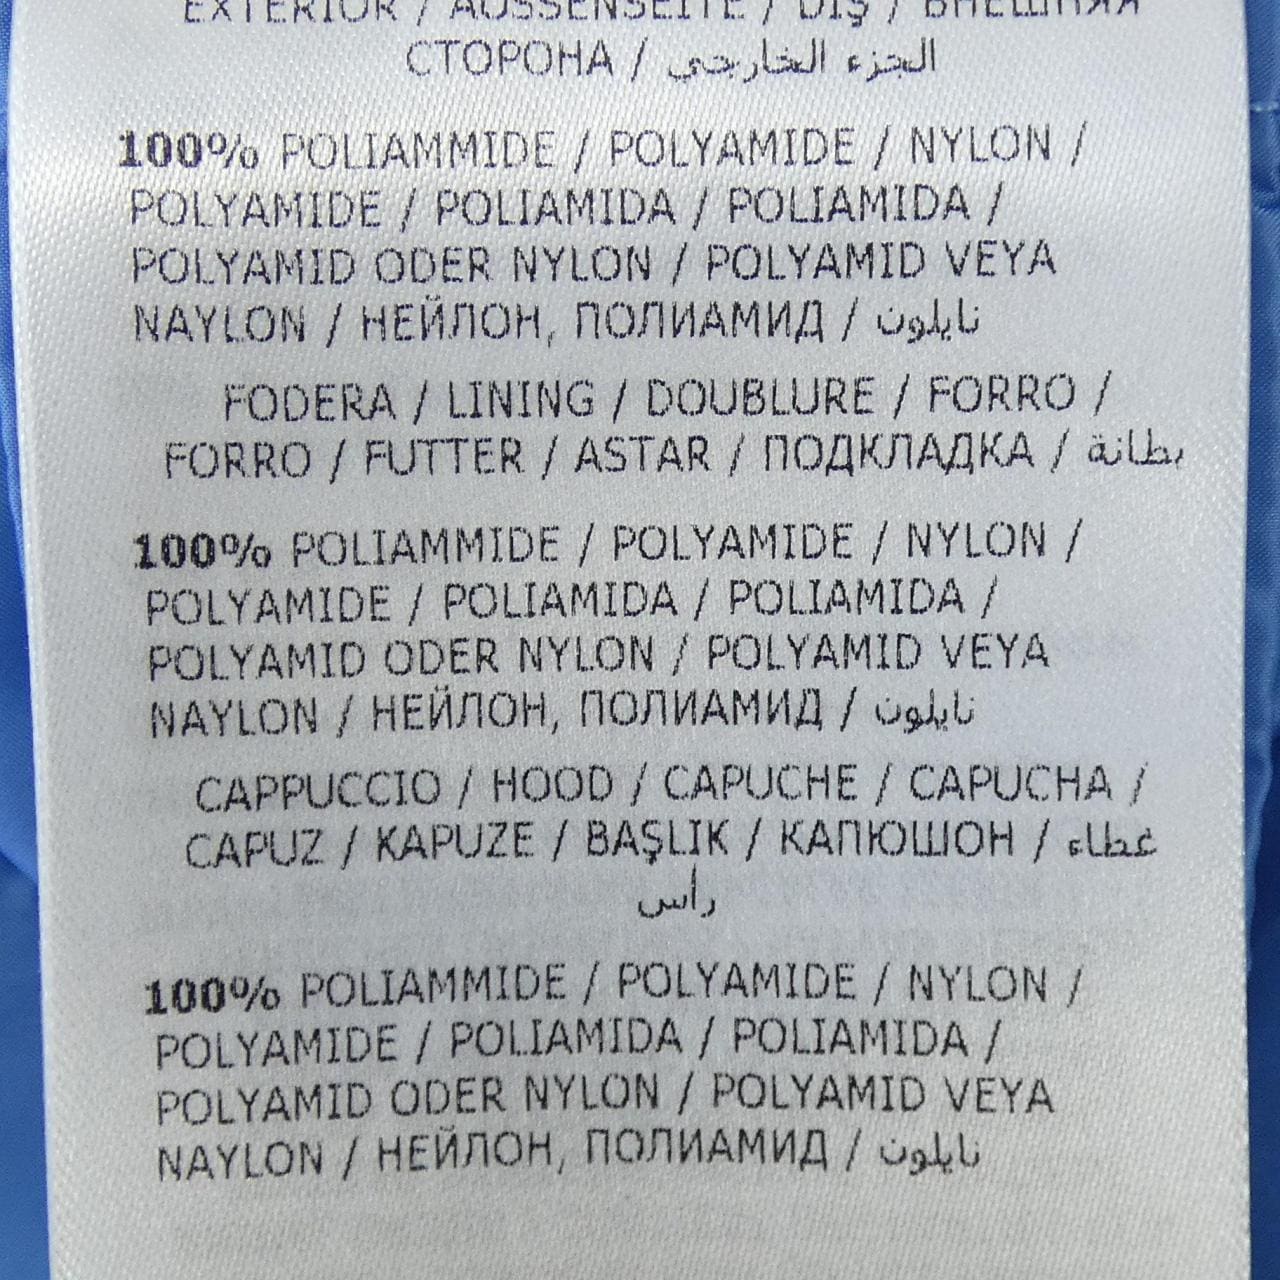 EXTERIOR / AUSSENSEITE / DIŞ / ВНЕШНЯЯ
СТОРОНА / الجزء الخارجي
100% POLIAMMIDE / POLYAMIDE / NYLON /
POLYAMIDE / POLIAMIDA / POLIAMIDA /
POLYAMID ODER NYLON / POLYAMID VEYA
NAYLON / НЕЙЛОН, ПОЛИАМИД / نايلون
FODERA / LINING / DOUBLURE / FORRO /
FORRO / FUTTER / ASTAR / ПОДКЛАДКА / بطانة
100% POLIAMMIDE / POLYAMIDE / NYLON /
POLYAMIDE / POLIAMIDA / POLIAMIDA /
POLYAMID ODER NYLON / POLYAMID VEYA
NAYLON / НЕЙЛОН, ПОЛИАМИД / نايلون
CAPPUCCIO / HOOD / CAPUCHE / CAPUCHA /
CAPUZ / KAPUZE / BAŞLIK / КАПЮШОН / غطاء
رأس
100% POLIAMMIDE / POLYAMIDE / NYLON /
POLYAMIDE / POLIAMIDA / POLIAMIDA /
POLYAMID ODER NYLON / POLYAMID VEYA
NAYLON / НЕЙЛОН, ПОЛИАМИД / نايلون